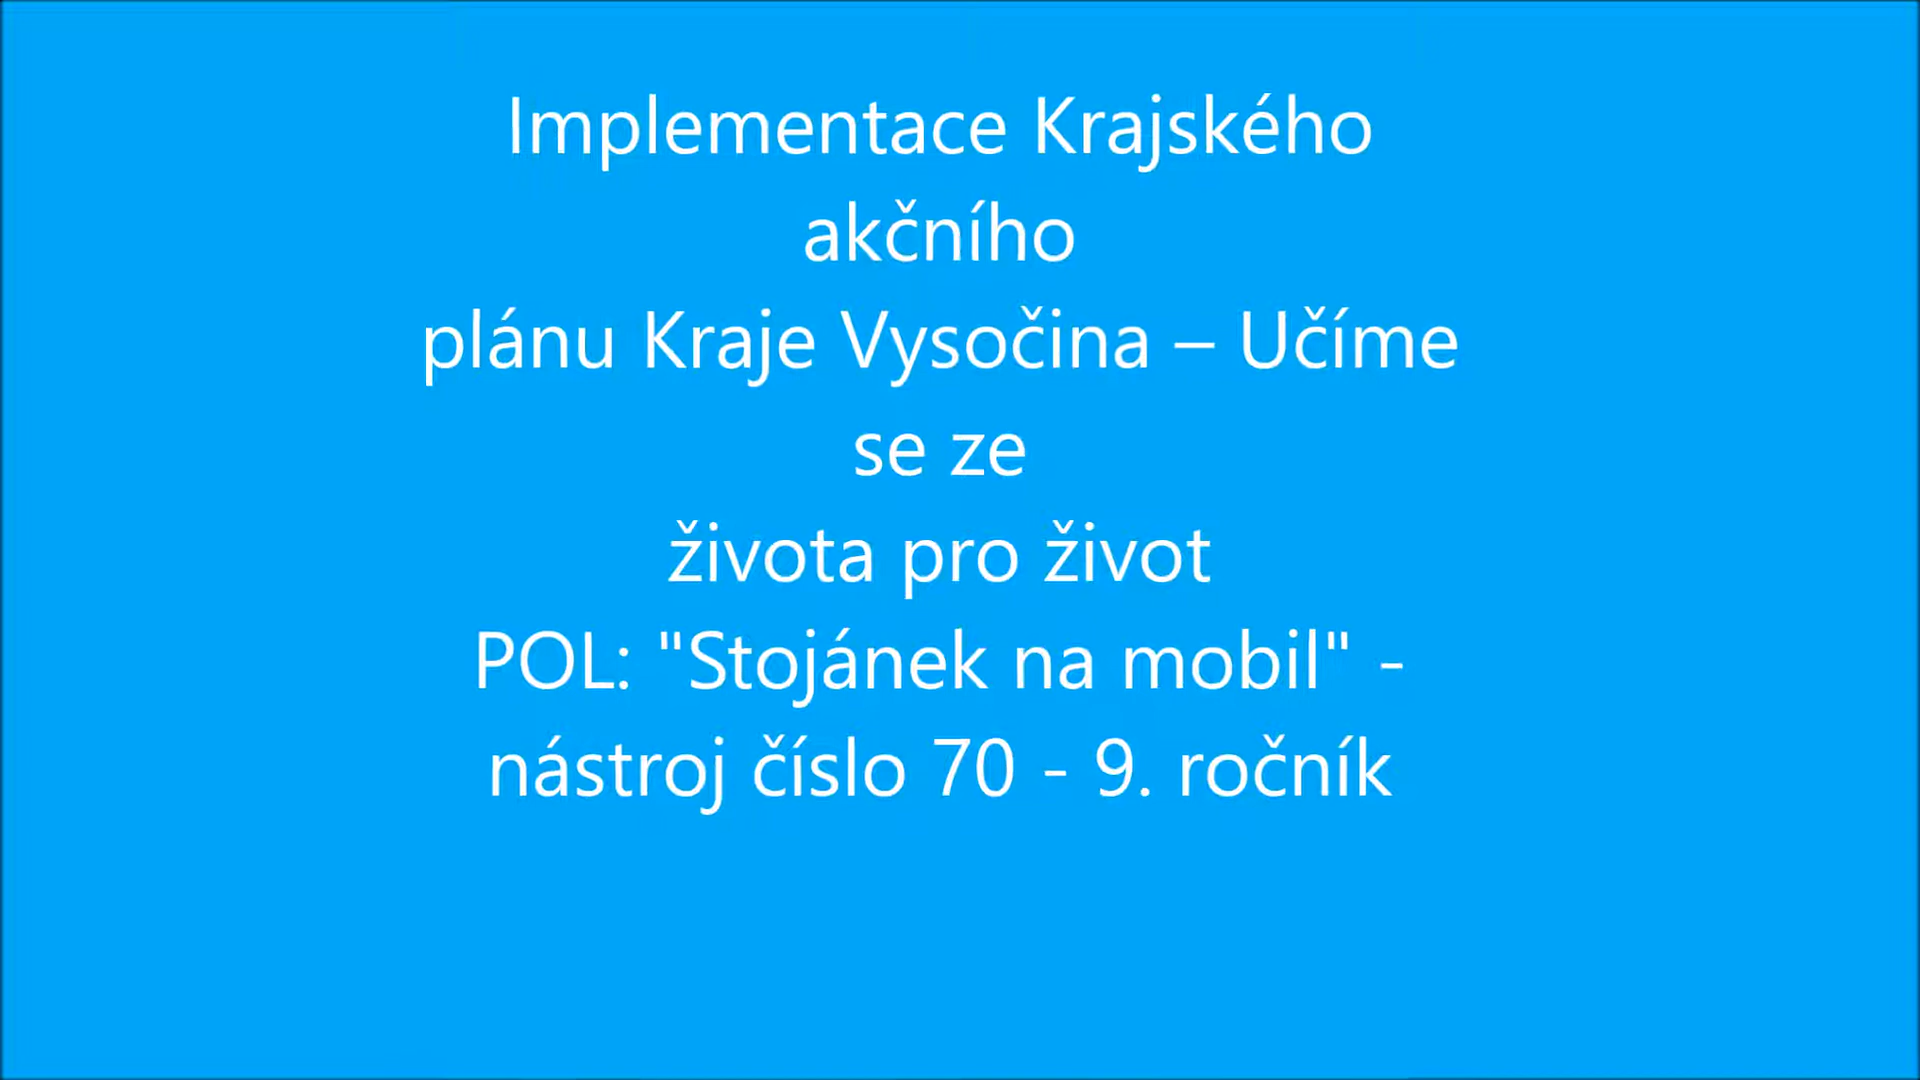 Implementace Krajského
akčního
plánu Kraje Vysočina – Učíme
se ze
života pro život
POL: "Stojánek na mobil" -
nástroj číslo 70 - 9. ročník